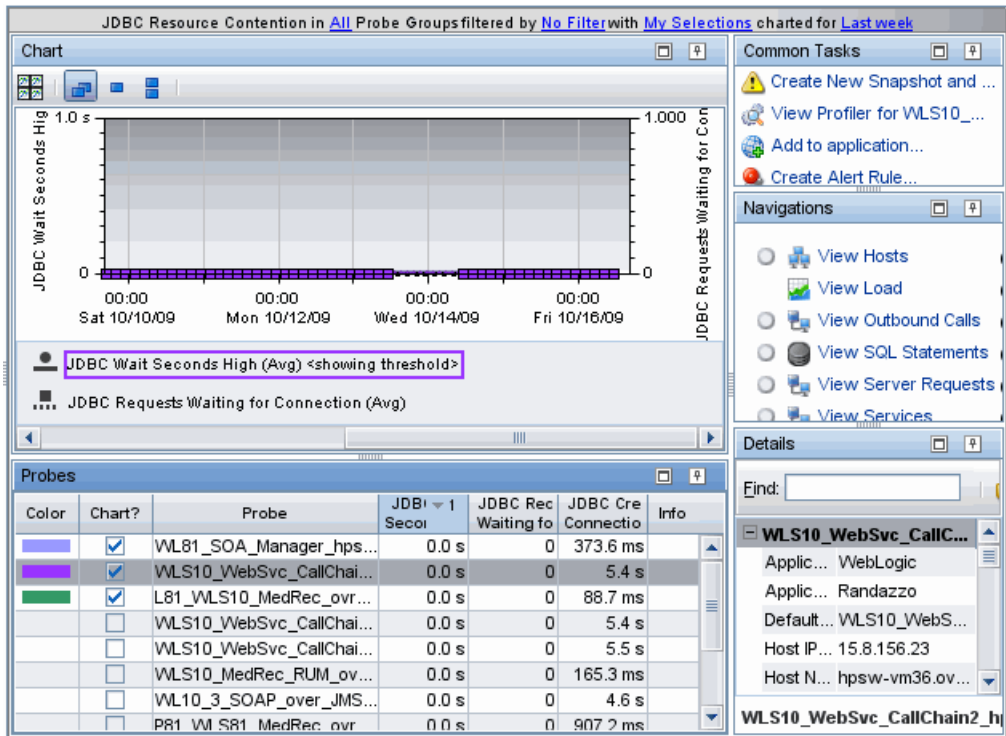 JDBC Resource Contention in All Probe Groups filtered by No Filter with My Selections charted for Last week
Chart
JDBC Wait Seconds Hig
1.0 s
0
1.000
0
JDBC Requests Waiting for Con
00:00 00:00 00:00 00:00
Sat 10/10/09 Mon 10/12/09 Wed 10/14/09 Fri 10/16/09
JDBC Wait Seconds High (Avg) <showing threshold>
JDBC Requests Waiting for Connection (Avg)
Probes
Color Chart? Probe JDB 1 Secon JDBC Rec Waiting fo JDBC Cre Connectio Info
WL81_SOA_Manager_hps... 0.0 s 0 373.6 ms
WLS10_WebSvc_CallChai... 0.0 s 0 5.4 s
L81_WLS10_MedRec_ovr... 0.0 s 0 88.7 ms
WLS10_WebSvc_CallChai... 0.0 s 0 5.4 s
WLS10_WebSvc_CallChai... 0.0 s 0 5.5 s
WLS10_MedRec_RUM_ov... 0.0 s 0 165.3 ms
WL10_3_SOAP_over_JMS... 0.0 s 0 4.6 s
P81_WLS81_MedRec_ovr 0.0 s 0 907.2 ms
Common Tasks
Create New Snapshot and ...
View Profiler for WLS10_...
Add to application...
Create Alert Rule...
Navigations
View Hosts
View Load
View Outbound Calls
View SQL Statements
View Server Requests
View Services
Details
Find:
WLS10_WebSvc_CallC...
Applic... WebLogic
Applic... Randazzo
Default... WLS10_WebS...
Host IP... 15.8.156.23
Host N... hpsw-vm36.ov...
WLS10_WebSvc_CallChain2_h